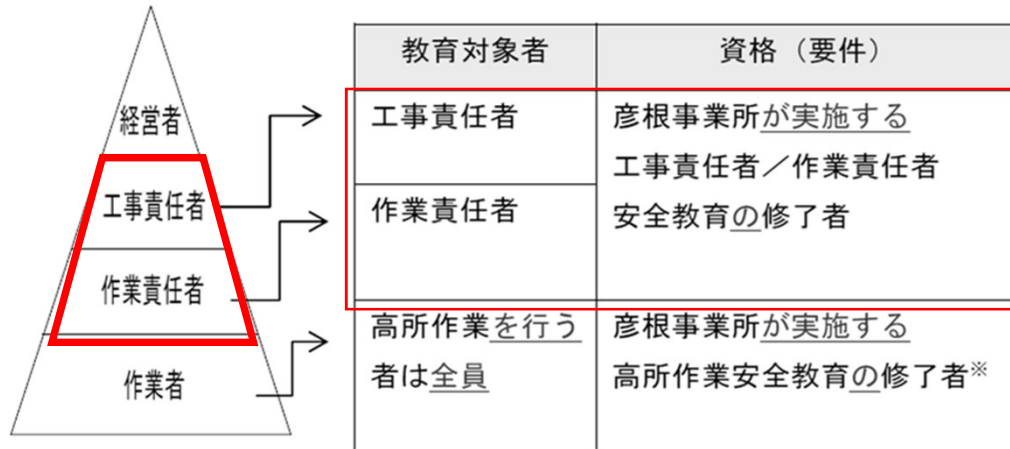 経営者
工事責任者
作業責任者
作業者
教育対象者 資格（要件）
工事責任者 彦根事業所が実施する
工事責任者／作業責任者
作業責任者 安全教育の修了者
高所作業を行う 彦根事業所が実施する
者は全員 高所作業安全教育の修了者※